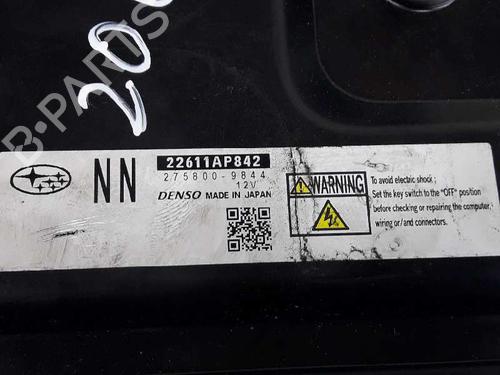 B-PARTS
200
NN
22611AP842
275800-9844
12V
DENSO MADE IN JAPAN
WARNING
To avoid electric shock;
Set the key switch to the "OFF" position
before checking or repairing the computer,
wiring or/and connectors.